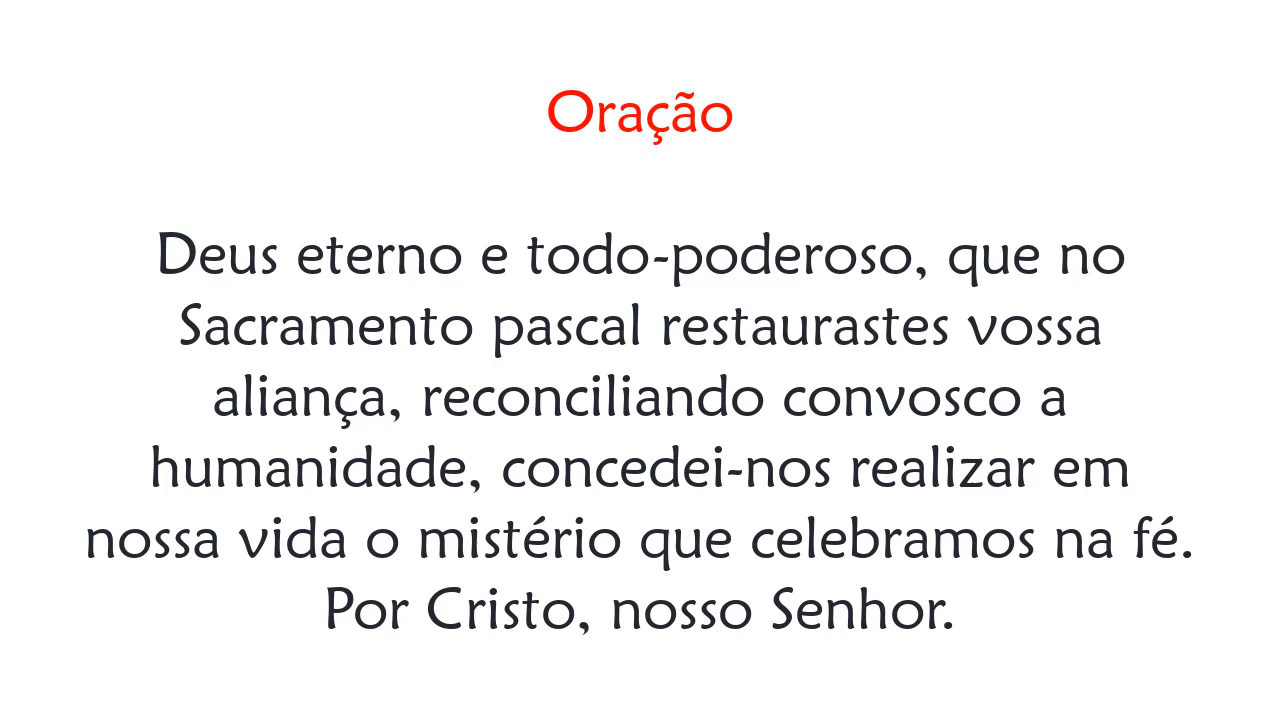 Oração
Deus eterno e todo-poderoso, que no
Sacramento pascal restaurastes vossa
aliança, reconciliando convosco a
humanidade, concedei-nos realizar em
nossa vida o mistério que celebramos na fé.
Por Cristo, nosso Senhor.